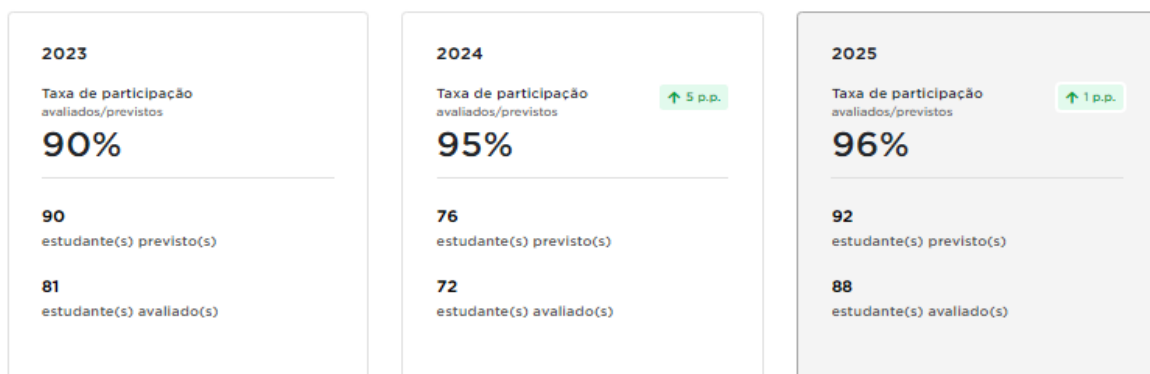 2023
Taxa de participação
avaliados/previstos
90%
90
estudante(s) previsto(s)
81
estudante(s) avaliado(s)
2024
Taxa de participação
avaliados/previstos
↑ 5 p.p.
95%
76
estudante(s) previsto(s)
72
estudante(s) avaliado(s)
2025
Taxa de participação
avaliados/previstos
↑ 1 p.p.
96%
92
estudante(s) previsto(s)
88
estudante(s) avaliado(s)